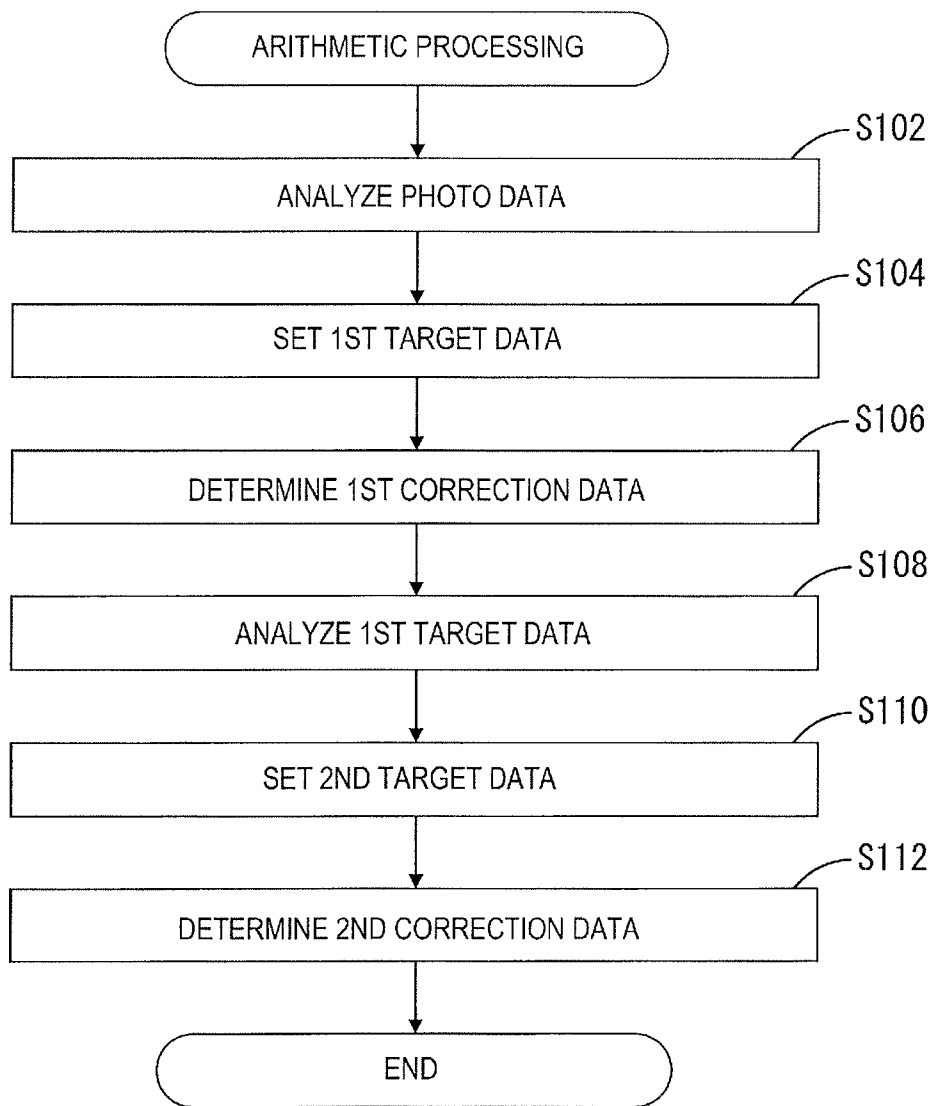 ARITHMETIC PROCESSING
S102
ANALYZE PHOTO DATA
S104
SET 1ST TARGET DATA
S106
DETERMINE 1ST CORRECTION DATA
S108
ANALYZE 1ST TARGET DATA
S110
SET 2ND TARGET DATA
S112
DETERMINE 2ND CORRECTION DATA
END